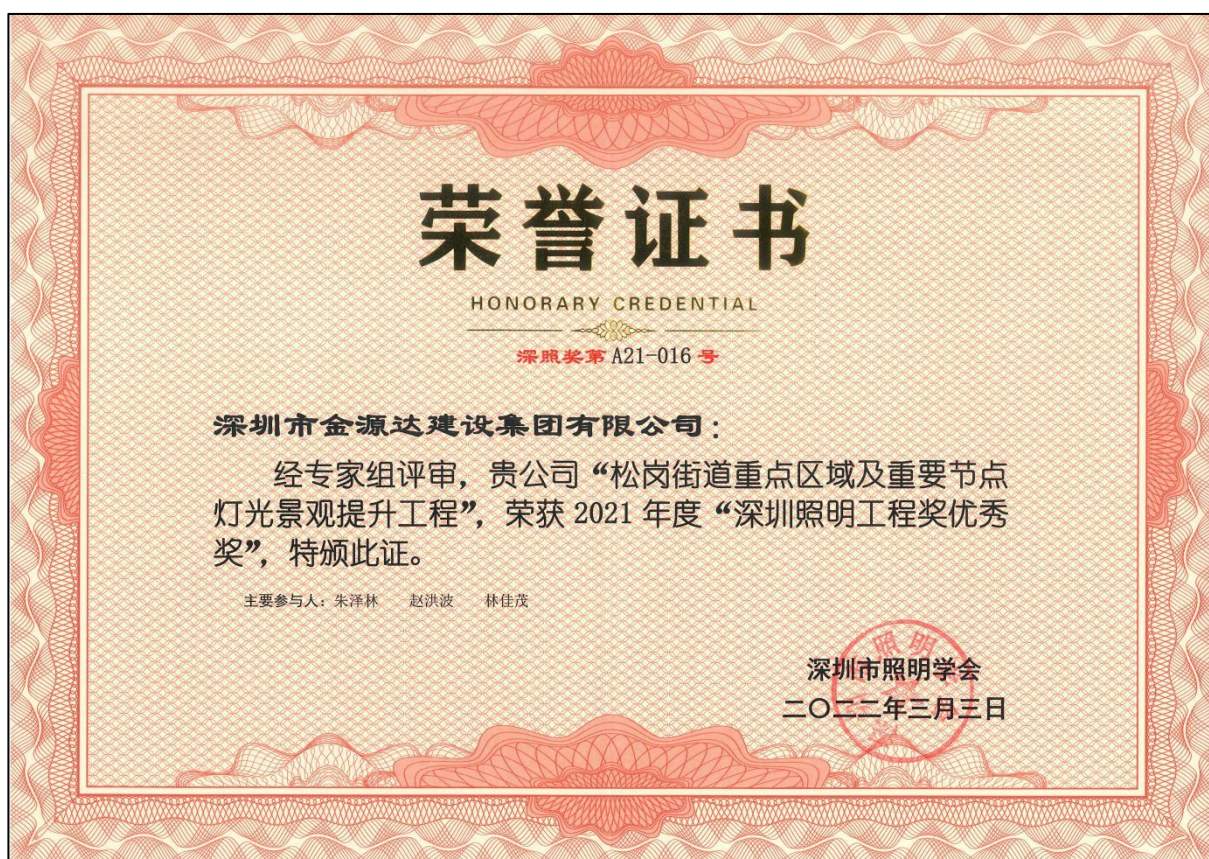 荣誉证书
HONORARY CREDENTIAL
深照奖第 A21-016 号
深圳市金源达建设集团有限公司：
经专家组评审，贵公司“松岗街道重点区域及重要节点
灯光景观提升工程”，荣获 2021 年度“深圳照明工程奖优秀
奖”，特颁此证。
主要参与人：朱泽林 赵洪波 林佳茂
深圳市照明学会
二〇二二年三月三日